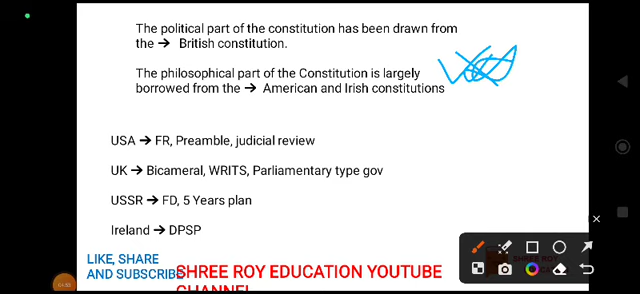 The political part of the constitution has been drawn from
the → British constitution.
The philosophical part of the Constitution is largely
borrowed from the → American and Irish constitutions
USA → FR, Preamble, judicial review
UK → Bicameral, WRITS, Parliamentary type gov
USSR → FD, 5 Years plan
Ireland → DPSP
LIKE, SHARE
AND SUBSCRIBE
SHREE ROY EDUCATION YOUTUBE
CHANNEL
SHREE ROY